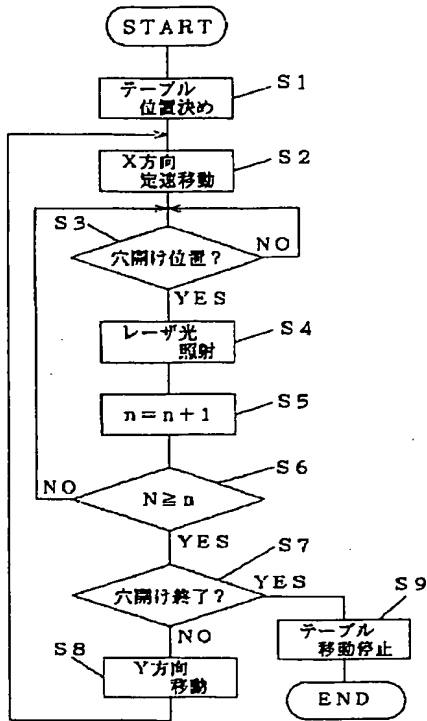 START
S1
テーブル
位置決め
S2
X方向
定速移動
S3
穴開け位置?
NO
YES
S4
レーザ光
照射
S5
n=n+1
S6
NO
N≧n
YES
S7
穴開け終了?
YES
S9
NO
テーブル
移動停止
S8
Y方向
移動
END